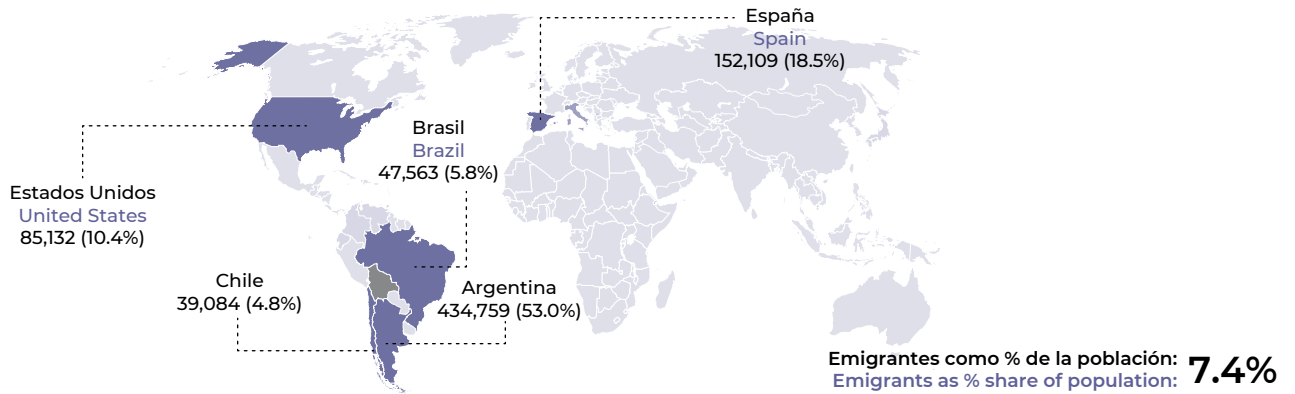 España
Spain
152,109 (18.5%)
Brasil
Brazil
47,563 (5.8%)
Estados Unidos
United States
85,132 (10.4%)
Chile
39,084 (4.8%)
Argentina
434,759 (53.0%)
Emigrantes como % de la población:
Emigrants as % share of population:
7.4%